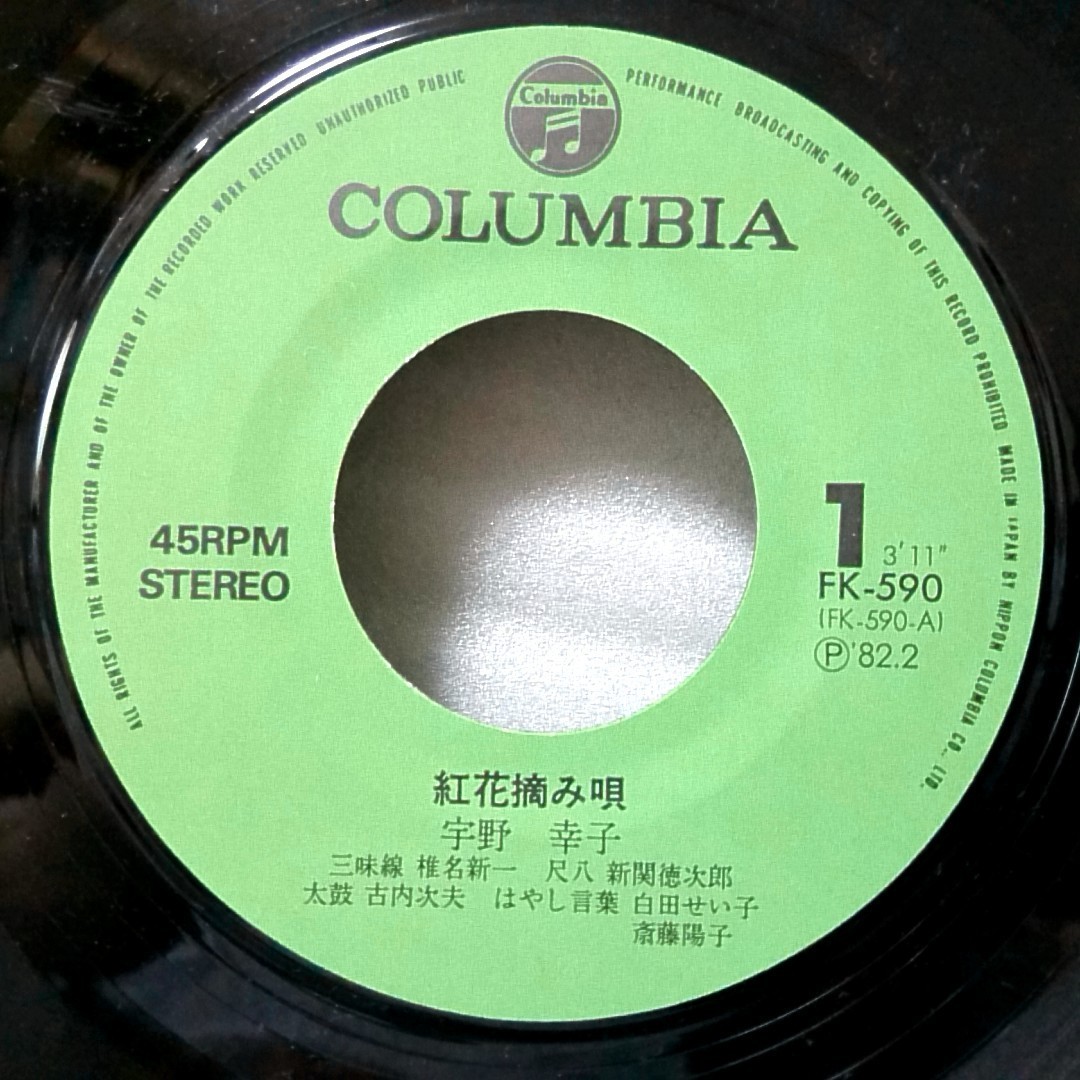 Columbia
COLUMBIA
ALL RIGHTS OF THE MANUFACTURER AND OF THE OWNER OF THE RECORDED WORK RESERVED UNAUTHORIZED PUBLIC PERFORMANCE BROADCASTING AND COPYING OF THIS RECORD PROHIBITED MADE IN JAPAN BY NIPPON COLUMBIA CO., LTD.
45RPM
STEREO
1 3'11"
FK-590
(FK-590-A)
Ⓟ'82.2
紅花摘み唄
宇野 幸子
三味線 椎名新一 尺八 新関徳次郎
太鼓 古内次夫 はやし言葉 白田せい子
斎藤陽子